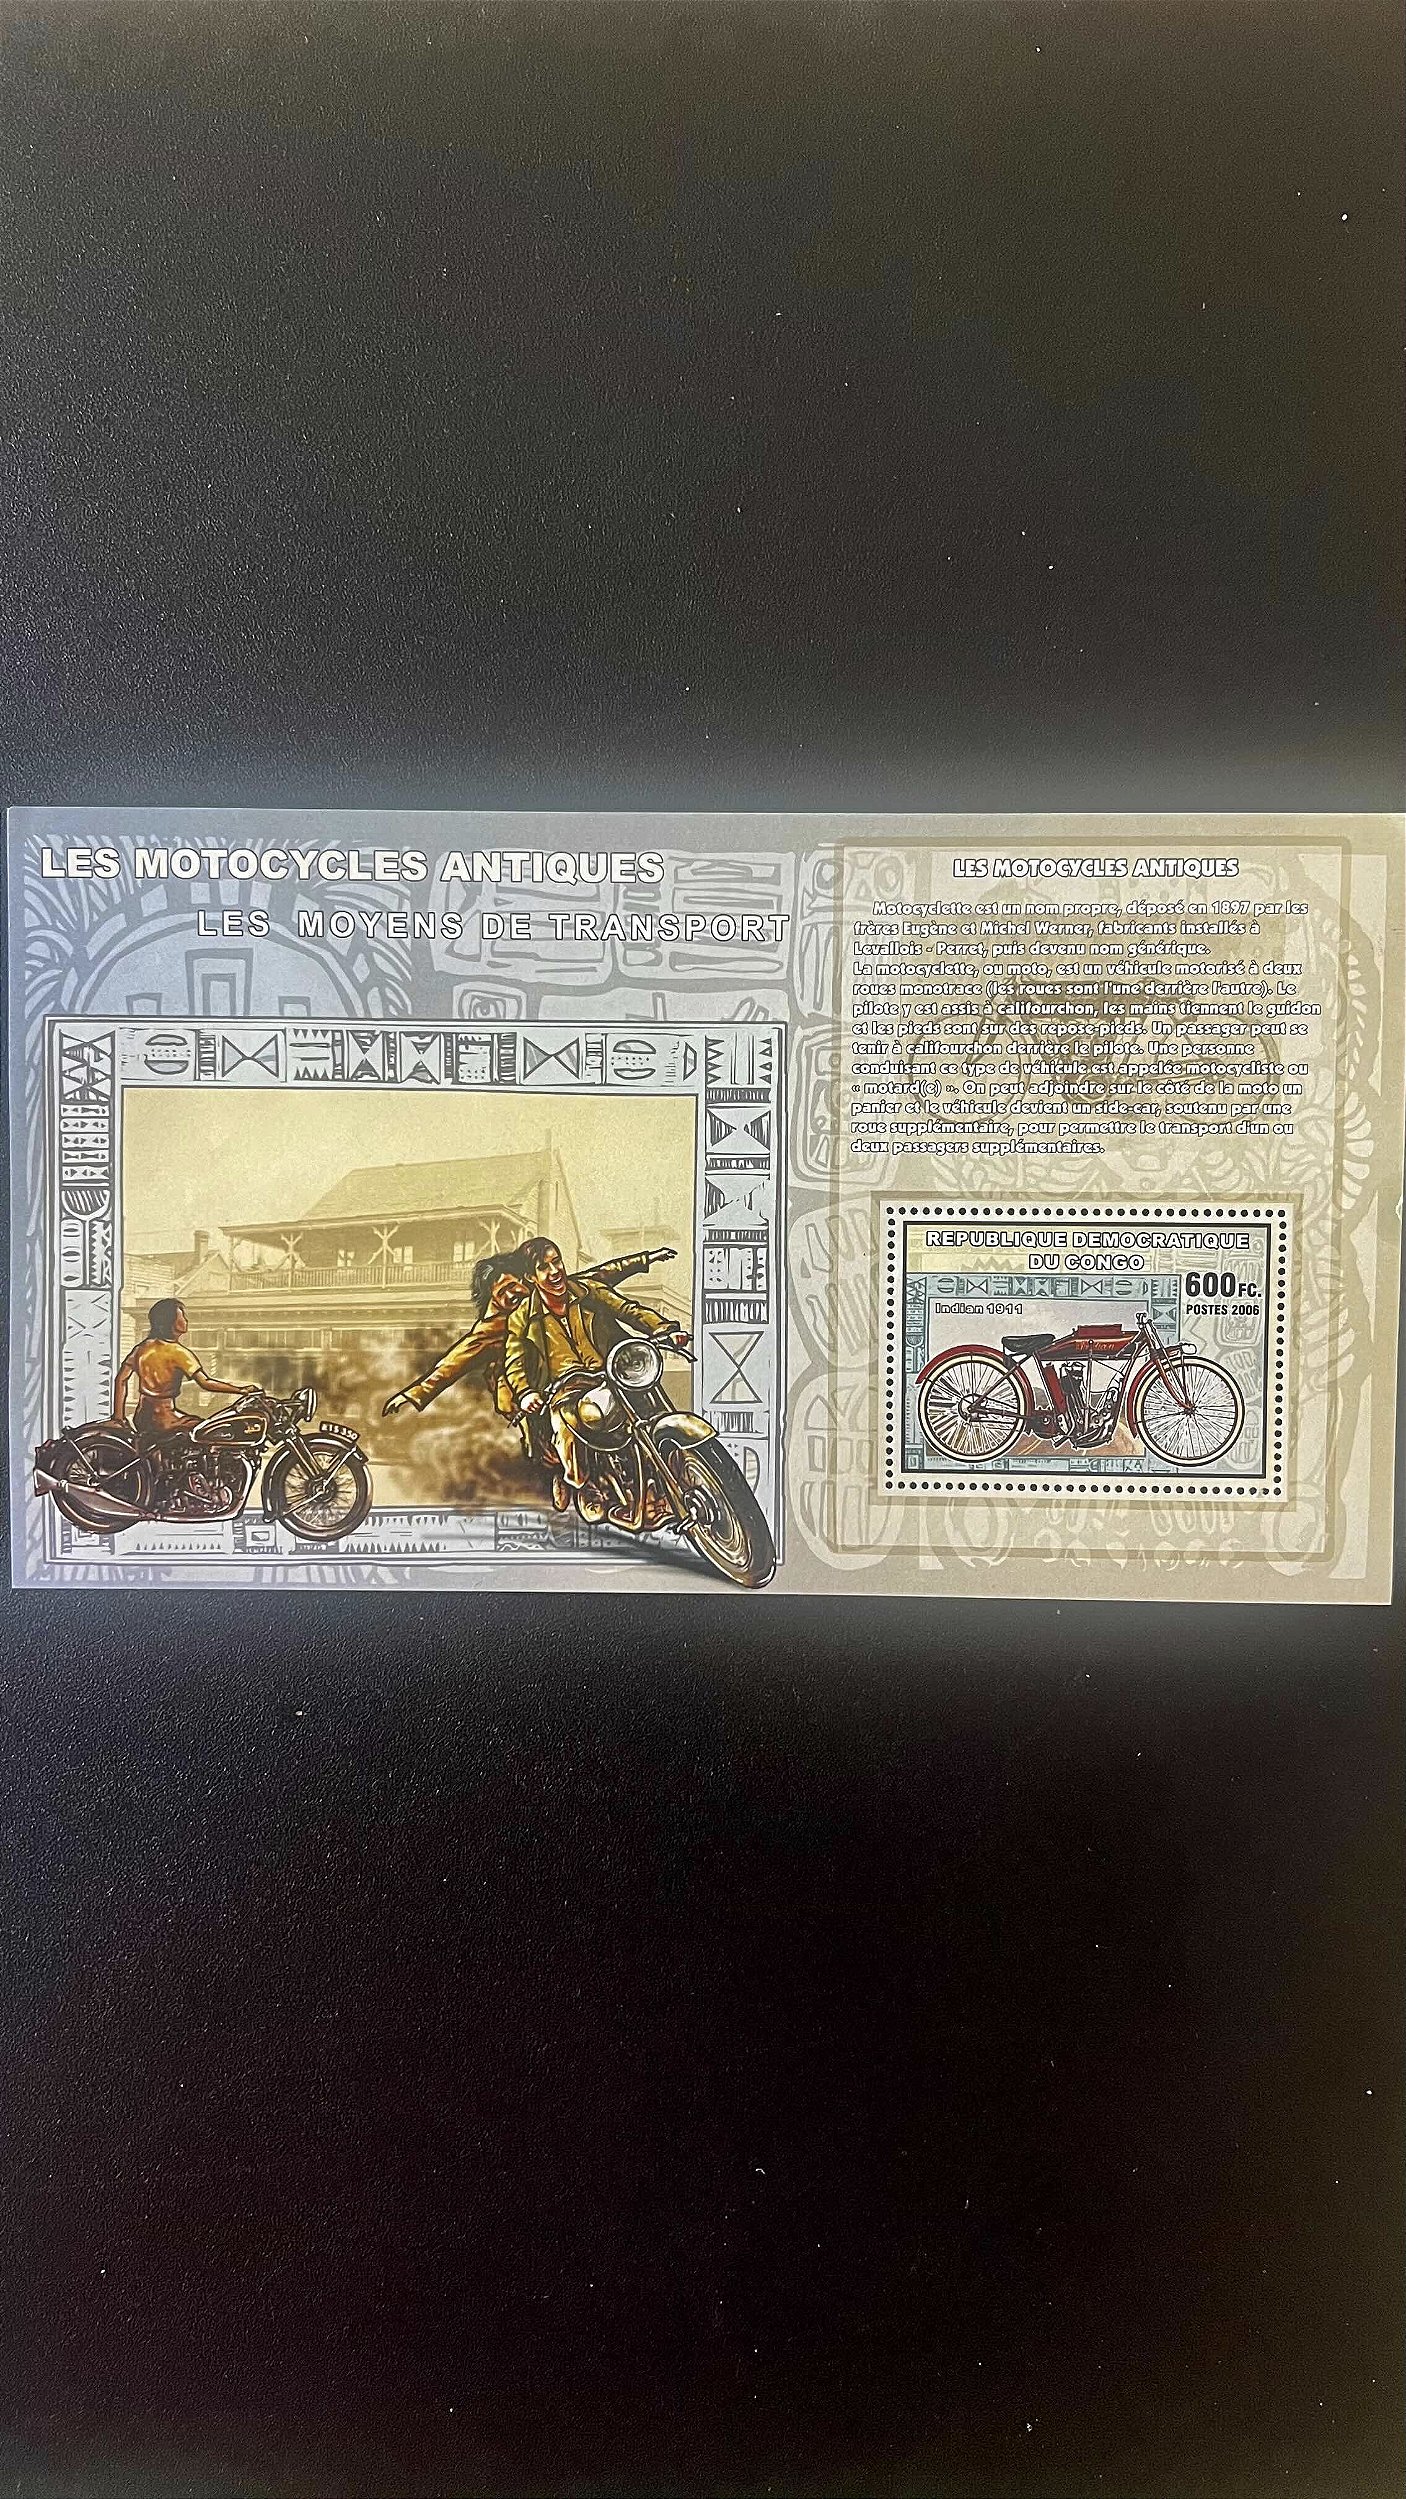 LES MOTOCYCLES ANTIQUES
LES MOYENS DE TRANSPORT
LES MOTOCYCLES ANTIQUES
Motocyclette est un nom propre, déposé en 1897 par les
frères Eugène et Michel Werner, fabricants installés à
Levallois - Perret, puis devenu nom générique.
La motocyclette, ou moto, est un véhicule motorisé à deux
roues monotrace (les roues sont l'une derrière l'autre). Le
pilote y est assis à califourchon, les mains tiennent le guidon
et les pieds sont sur des repose-pieds. Un passager peut se
tenir à califourchon derrière le pilote. Une personne
conduisant ce type de véhicule est appelée motocycliste ou
« motard(e) ». On peut adjoindre sur le côté de la moto un
panier et le véhicule devient un side-car, soutenu par une
roue supplémentaire, pour permettre le transport d'un ou
deux passagers supplémentaires.
REPUBLIQUE DEMOCRATIQUE
DU CONGO
600FC.
POSTES 2006
Indian 1911
Indian